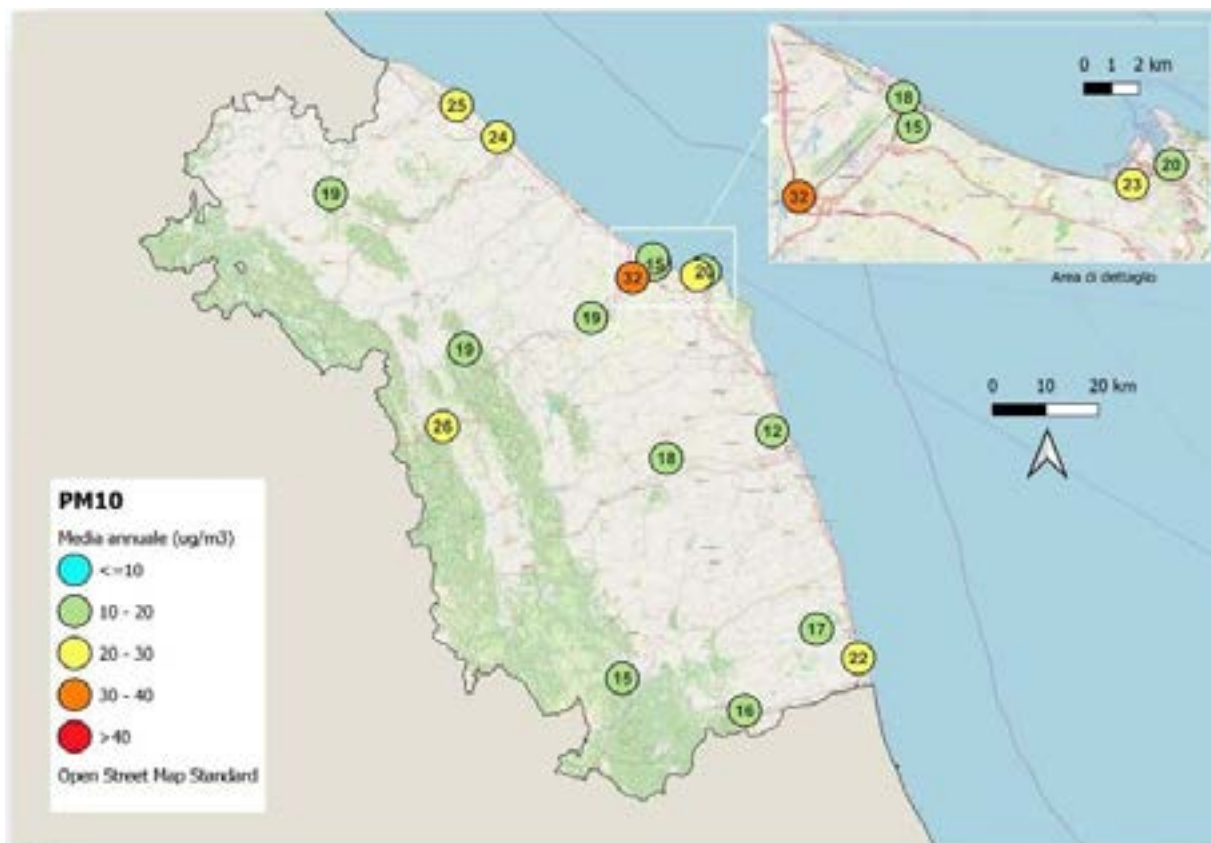 25
24
19
15
32
20
19
19
26
12
18
17
22
15
16
0 1 2 km
18
15
20
23
32
Area di dettaglio
0 10 20 km
PM10
Media annuale (ug/m3)
<=10
10 - 20
20 - 30
30 - 40
>40
Open Street Map Standard